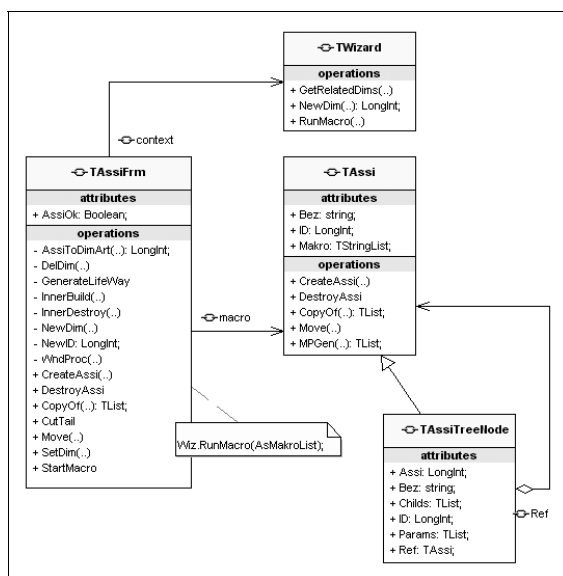 TWizard
operations
+ GetRelatedDims(..)
+ NewDim(..): LongInt;
+ RunMacro(..)
context
TAssiFrm
attributes
+ AssiOk: Boolean;
operations
- AssiToDimArt(..): LongInt;
- DelDim(..)
- GenerateLifeWay
- InnerBuild(..)
- InnerDestroy(..)
- NewDim(..)
- NewID: LongInt;
- WndProc(..)
+ CreateAssi(..)
+ DestroyAssi
+ CopyOf(..): TList;
+ CutTail
+ Move(..)
+ SetDim(..)
+ StartMacro
macro
TAssi
attributes
+ Bez: string;
+ ID: LongInt;
+ Makro: TStringList;
operations
+ CreateAssi(..)
+ DestroyAssi
+ CopyOf(..): TList;
+ Move(..)
+ MPGen(..): TList;
Wiz.RunMacro(AsMakroList);
TAssiTreeNode
attributes
+ Assi: LongInt;
+ Bez: string;
+ Childs: TList;
+ ID: LongInt;
+ Params: TList;
+ Ref: TAssi;
Ref